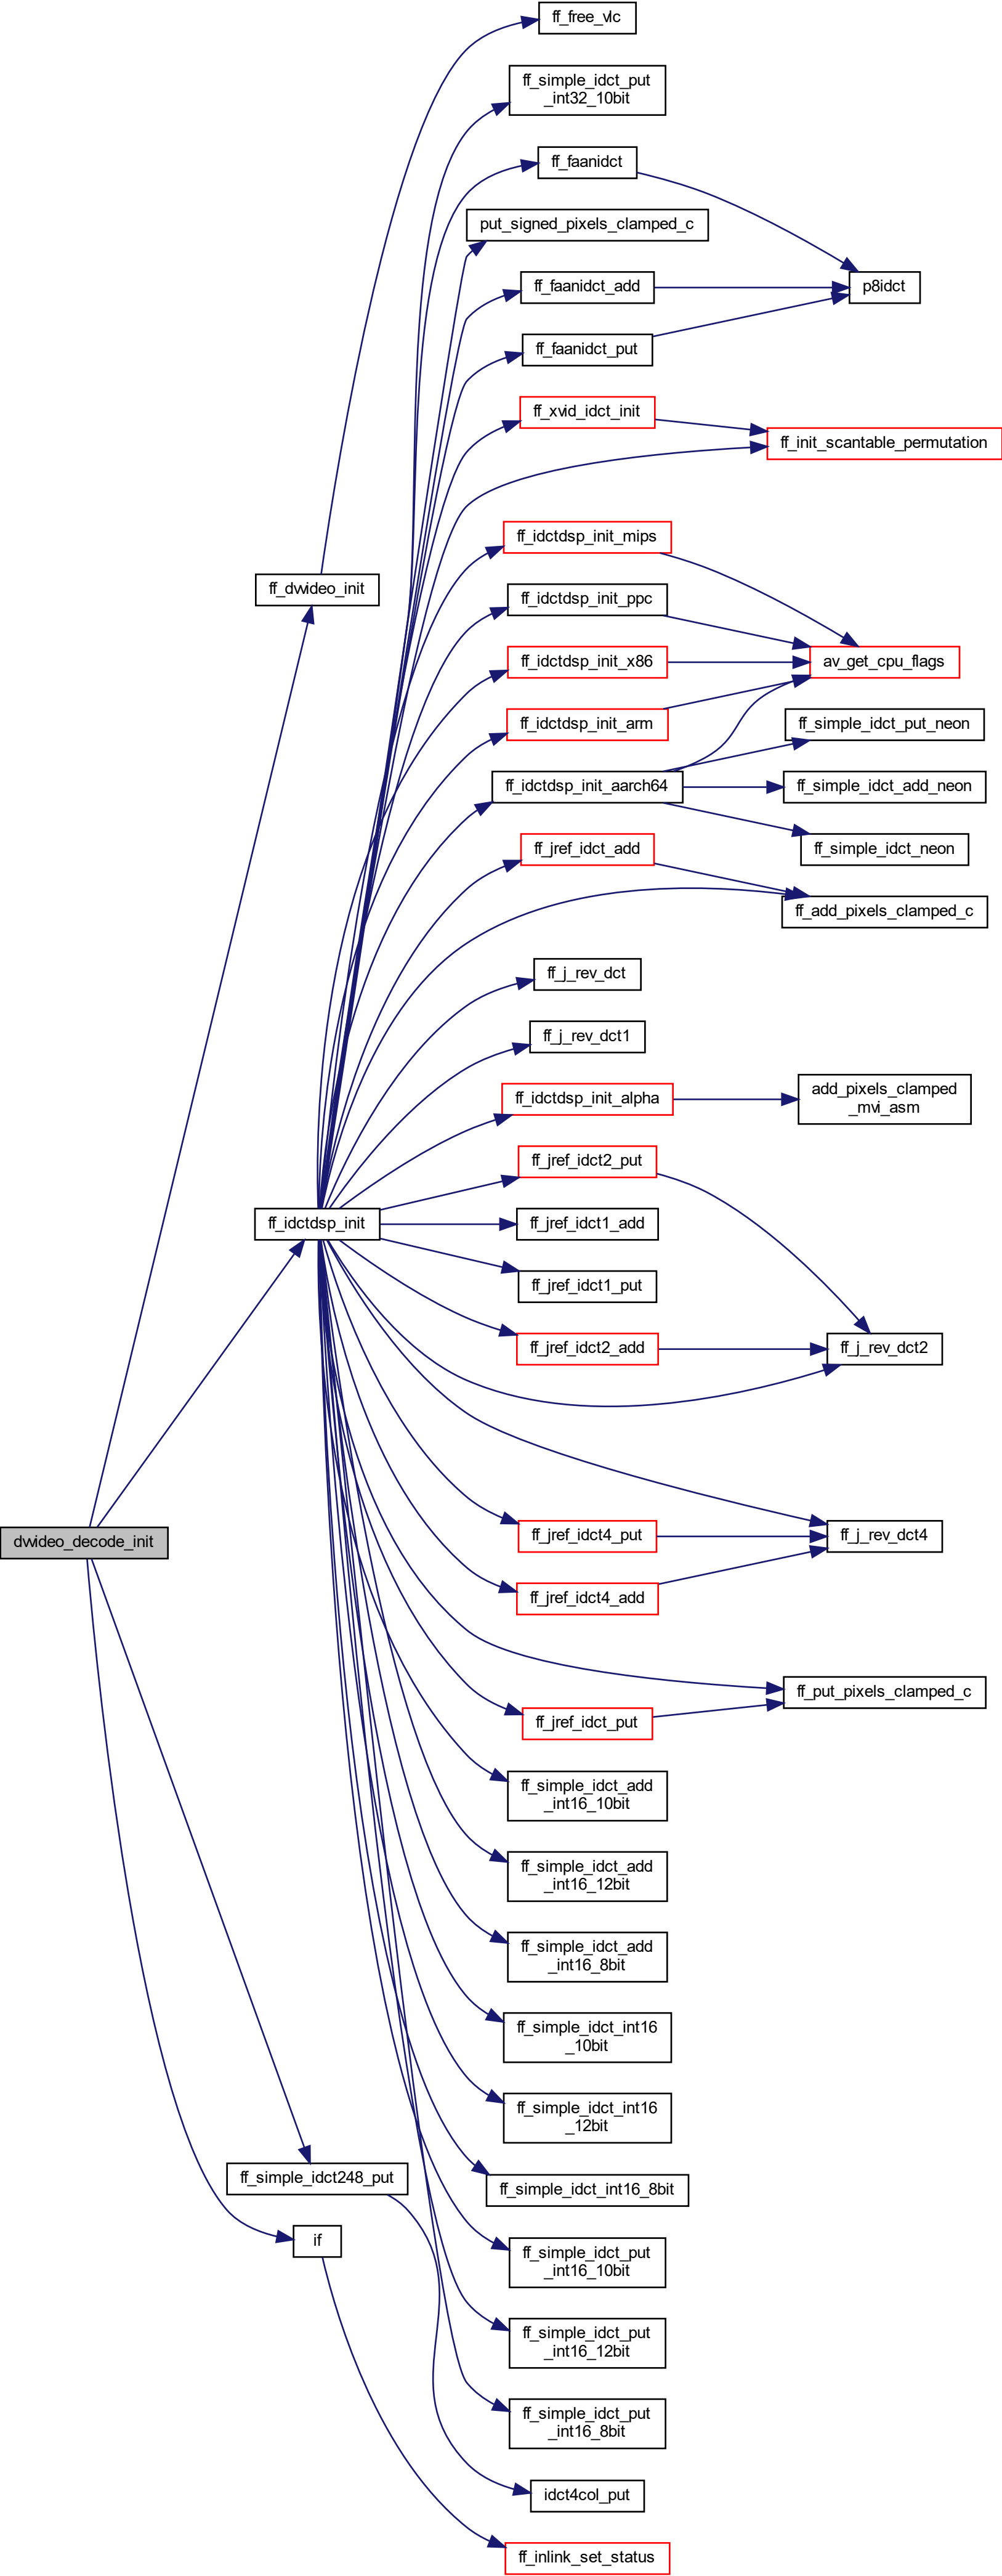 ff_free_vlc
ff_simple_idct_put
_int32_10bit
ff_faanidct
put_signed_pixels_clamped_c
ff_faanidct_add
p8idct
ff_faanidct_put
ff_xvid_idct_init
ff_init_scantable_permutation
ff_idctdsp_init_mips
ff_dvvideo_init
ff_idctdsp_init_ppc
ff_idctdsp_init_x86
av_get_cpu_flags
ff_idctdsp_init_arm
ff_simple_idct_put_neon
ff_idctdsp_init_aarch64
ff_simple_idct_add_neon
ff_jref_idct_add
ff_simple_idct_neon
ff_add_pixels_clamped_c
ff_j_rev_dct
ff_j_rev_dct1
ff_idctdsp_init_alpha
add_pixels_clamped
_mvi_asm
ff_jref_idct2_put
ff_idctdsp_init
ff_jref_idct1_add
ff_jref_idct1_put
ff_jref_idct2_add
ff_j_rev_dct2
dvvideo_decode_init
ff_jref_idct4_put
ff_j_rev_dct4
ff_jref_idct4_add
ff_put_pixels_clamped_c
ff_jref_idct_put
ff_simple_idct_add
_int16_10bit
ff_simple_idct_add
_int16_12bit
ff_simple_idct_add
_int16_8bit
ff_simple_idct_int16
_10bit
ff_simple_idct_int16
_12bit
ff_simple_idct248_put
ff_simple_idct_int16_8bit
if
ff_simple_idct_put
_int16_10bit
ff_simple_idct_put
_int16_12bit
ff_simple_idct_put
_int16_8bit
idct4col_put
ff_inlink_set_status